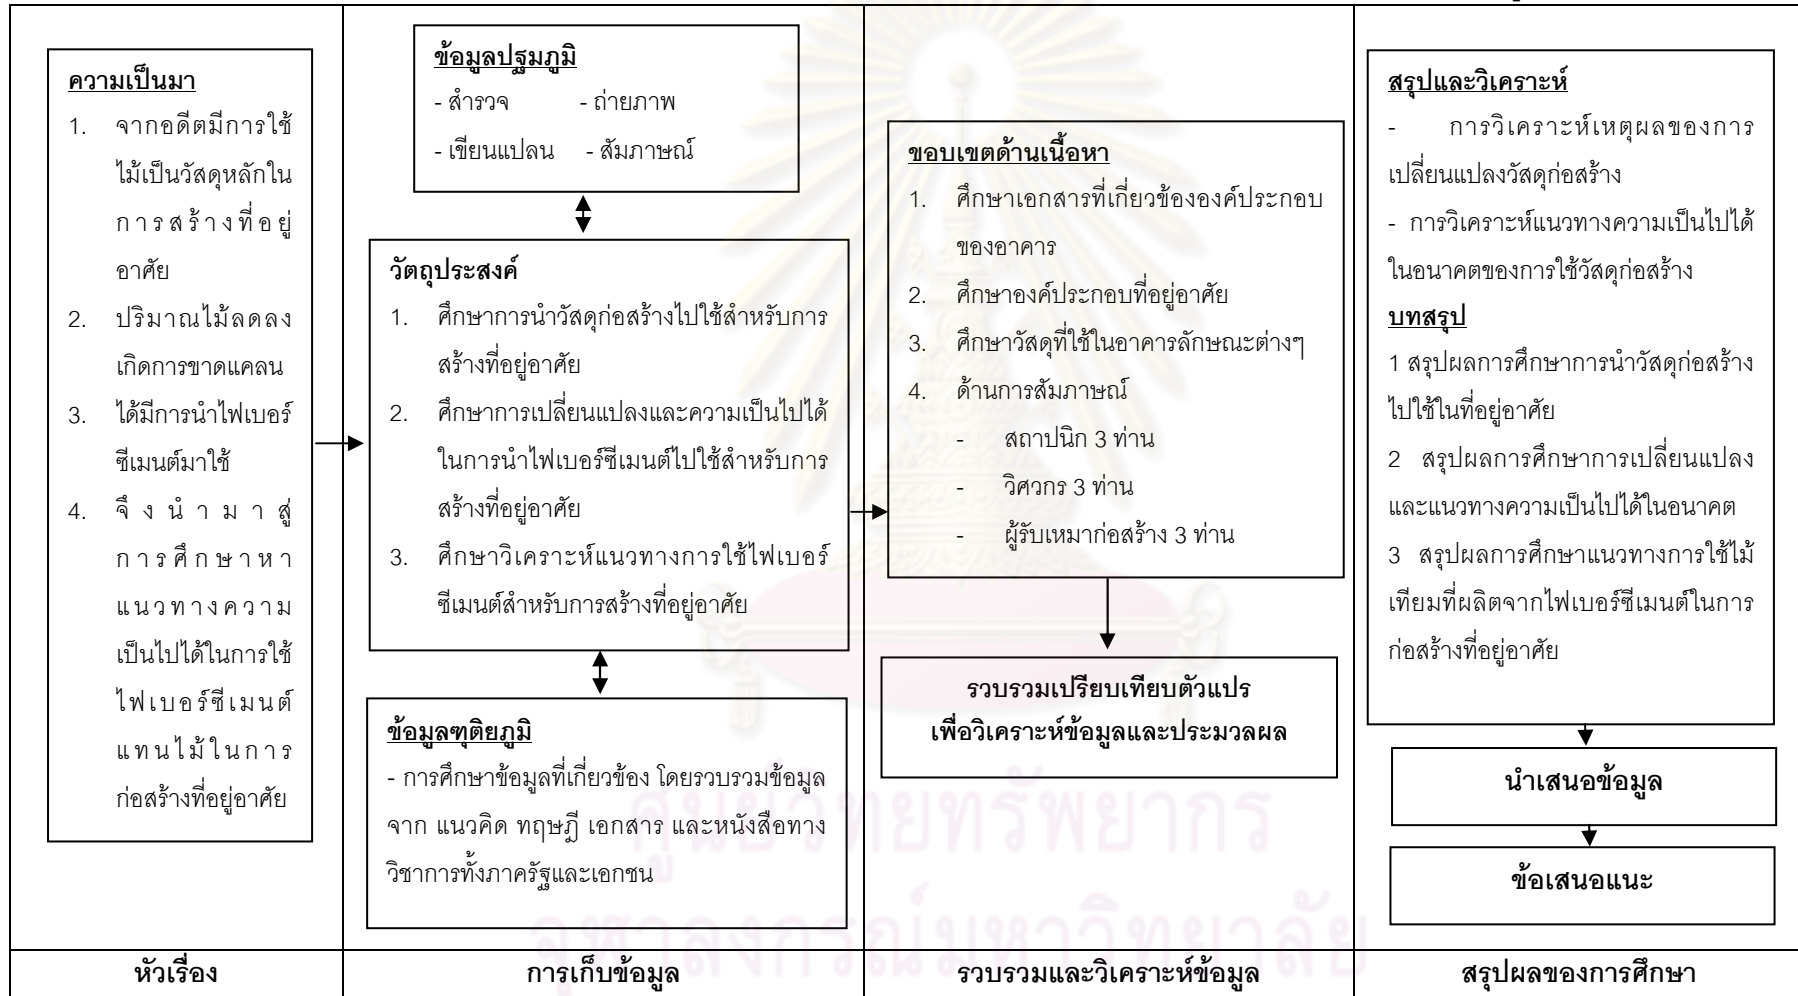 ความเป็นมา
1. จากอดีตมีการใช้
ไม้เป็นวัสดุหลักใน
การสร้างที่อยู่
อาศัย
2. ปริมาณไม้ลดลง
เกิดการขาดแคลน
3. ได้มีการนำไฟเบอร์
ซีเมนต์มาใช้
4. จึงนำมาสู่
การศึกษาหา
แนวทางความ
เป็นไปได้ในการใช้
ไฟเบอร์ซีเมนต์
แทนไม้ในการ
ก่อสร้างที่อยู่อาศัย
หัวเรื่อง
ข้อมูลปฐมภูมิ
- สำรวจ - ถ่ายภาพ
- เขียนแปลน - สัมภาษณ์
วัตถุประสงค์
1. ศึกษาการนำวัสดุก่อสร้างไปใช้สำหรับการ
สร้างที่อยู่อาศัย
2. ศึกษาการเปลี่ยนแปลงและความเป็นไปได้
ในการนำไฟเบอร์ซีเมนต์ไปใช้สำหรับการ
สร้างที่อยู่อาศัย
3. ศึกษาวิเคราะห์แนวทางการใช้ไฟเบอร์
ซีเมนต์สำหรับการสร้างที่อยู่อาศัย
ข้อมูลฑุติยภูมิ
- การศึกษาข้อมูลที่เกี่ยวข้อง โดยรวบรวมข้อมูล
จาก แนวคิด ทฤษฎี เอกสาร และหนังสือทาง
วิชาการทั้งภาครัฐและเอกชน
การเก็บข้อมูล
ขอบเขตด้านเนื้อหา
1. ศึกษาเอกสารที่เกี่ยวข้ององค์ประกอบ
ของอาคาร
2. ศึกษาองค์ประกอบที่อยู่อาศัย
3. ศึกษาวัสดุที่ใช้ในอาคารลักษณะต่างๆ
4. ด้านการสัมภาษณ์
- สถาปนิก 3 ท่าน
- วิศวกร 3 ท่าน
- ผู้รับเหมาก่อสร้าง 3 ท่าน
รวบรวมเปรียบเทียบตัวแปร
เพื่อวิเคราะห์ข้อมูลและประมวลผล
รวบรวมและวิเคราะห์ข้อมูล
สรุปและวิเคราะห์
- การวิเคราะห์เหตุผลของการ
เปลี่ยนแปลงวัสดุก่อสร้าง
- การวิเคราะห์แนวทางความเป็นไปได้
ในอนาคตของการใช้วัสดุก่อสร้าง
บทสรุป
1 สรุปผลการศึกษาการนำวัสดุก่อสร้าง
ไปใช้ในที่อยู่อาศัย
2 สรุปผลการศึกษาการเปลี่ยนแปลง
และแนวทางความเป็นไปได้ในอนาคต
3 สรุปผลการศึกษาแนวทางการใช้ไม้
เทียมที่ผลิตจากไฟเบอร์ซีเมนต์ในการ
ก่อสร้างที่อยู่อาศัย
นำเสนอข้อมูล
ข้อเสนอแนะ
สรุปผลของการศึกษา
ศูนย์วิทยทรัพยากร
จุฬาลงกรณ์มหาวิทยาลัย